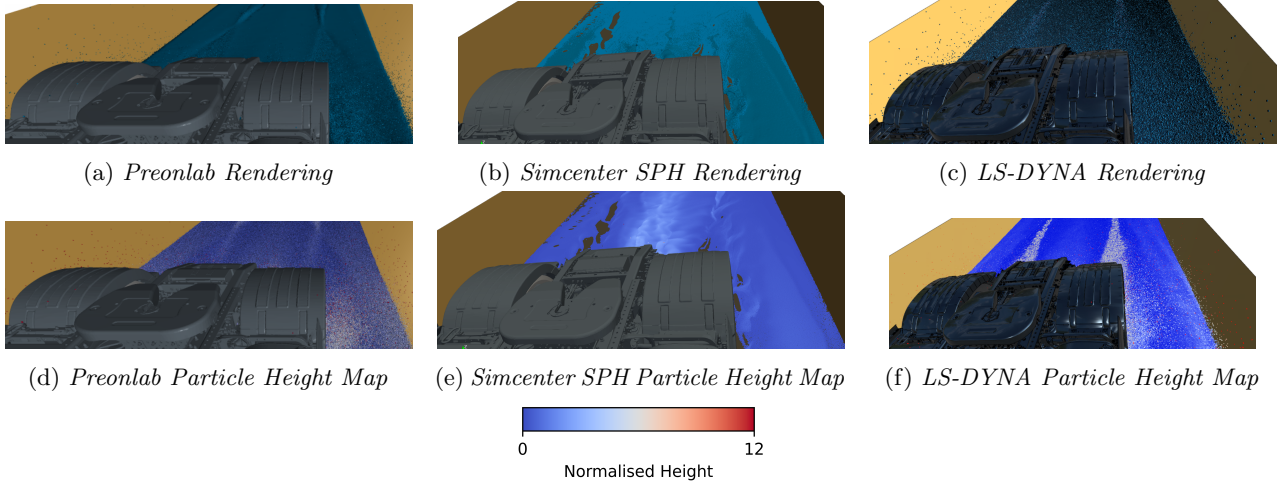 (a) Preonlab Rendering
(b) Simcenter SPH Rendering
(c) LS-DYNA Rendering
(d) Preonlab Particle Height Map
(e) Simcenter SPH Particle Height Map
(f) LS-DYNA Particle Height Map
0
12
Normalised Height